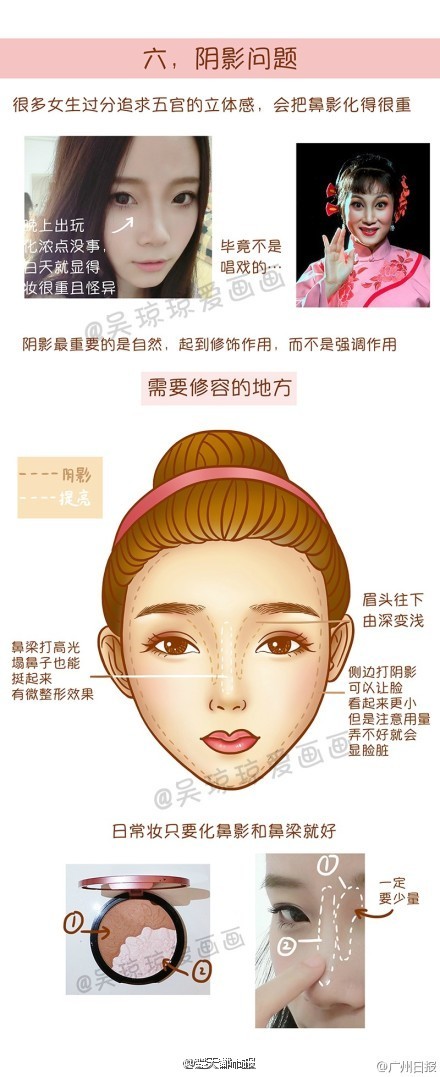 六，阴影问题
很多女生过分追求五官的立体感，会把鼻影化得很重
晚上出玩
化浓点没事，
白天就显得
妆很重且怪异
毕竟不是
唱戏的…
@吴琼琼爱画画
阴影最重要的是自然，起到修饰作用，而不是强调作用
需要修容的地方
阴影
提亮
眉头往下
由深变浅
鼻梁打高光
塌鼻子也能
挺起来
有微整形效果
侧边打阴影
可以让脸
看起来更小
但是注意用量
弄不好就会
显脸脏
@吴琼琼爱画画
日常妆只要化鼻影和鼻梁就好
①
②
@吴琼琼爱画画
①
②
一定
要少量
@广州日报